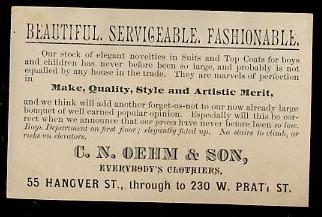 BEAUTIFUL. SERVICEABLE. FASHIONABLE.
Our stock of elegant novelties in Suits and Top Coats for boys
and children has never before been so large, and probably is not
equalled by any house in the trade. They are marvels of perfection
in
Make, Quality, Style and Artistic Merit,
and we think will add another forget-us-not to our now already large
bouquet of well earned popular opinion. Especially will this be cor-
rect when we announce that our prices have never before been so low.
Boys Department on first floor; elegantly fitted up. No stairs to climb, or
risks on elevators.
C. N. OEHM & SON,
EVERYBODY'S CLOTHIERS,
55 HANOVER ST., through to 230 W. PRATT ST.